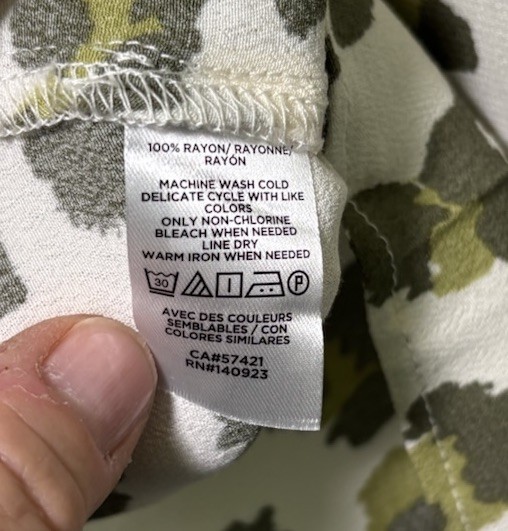 100% RAYON/ RAYONNE/
RAYÓN
MACHINE WASH COLD
DELICATE CYCLE WITH LIKE
COLORS
ONLY NON-CHLORINE
BLEACH WHEN NEEDED
LINE DRY
WARM IRON WHEN NEEDED
30 P
AVEC DES COULEURS
SEMBLABLES / CON
COLORES SIMILARES
CA#57421
RN#140923